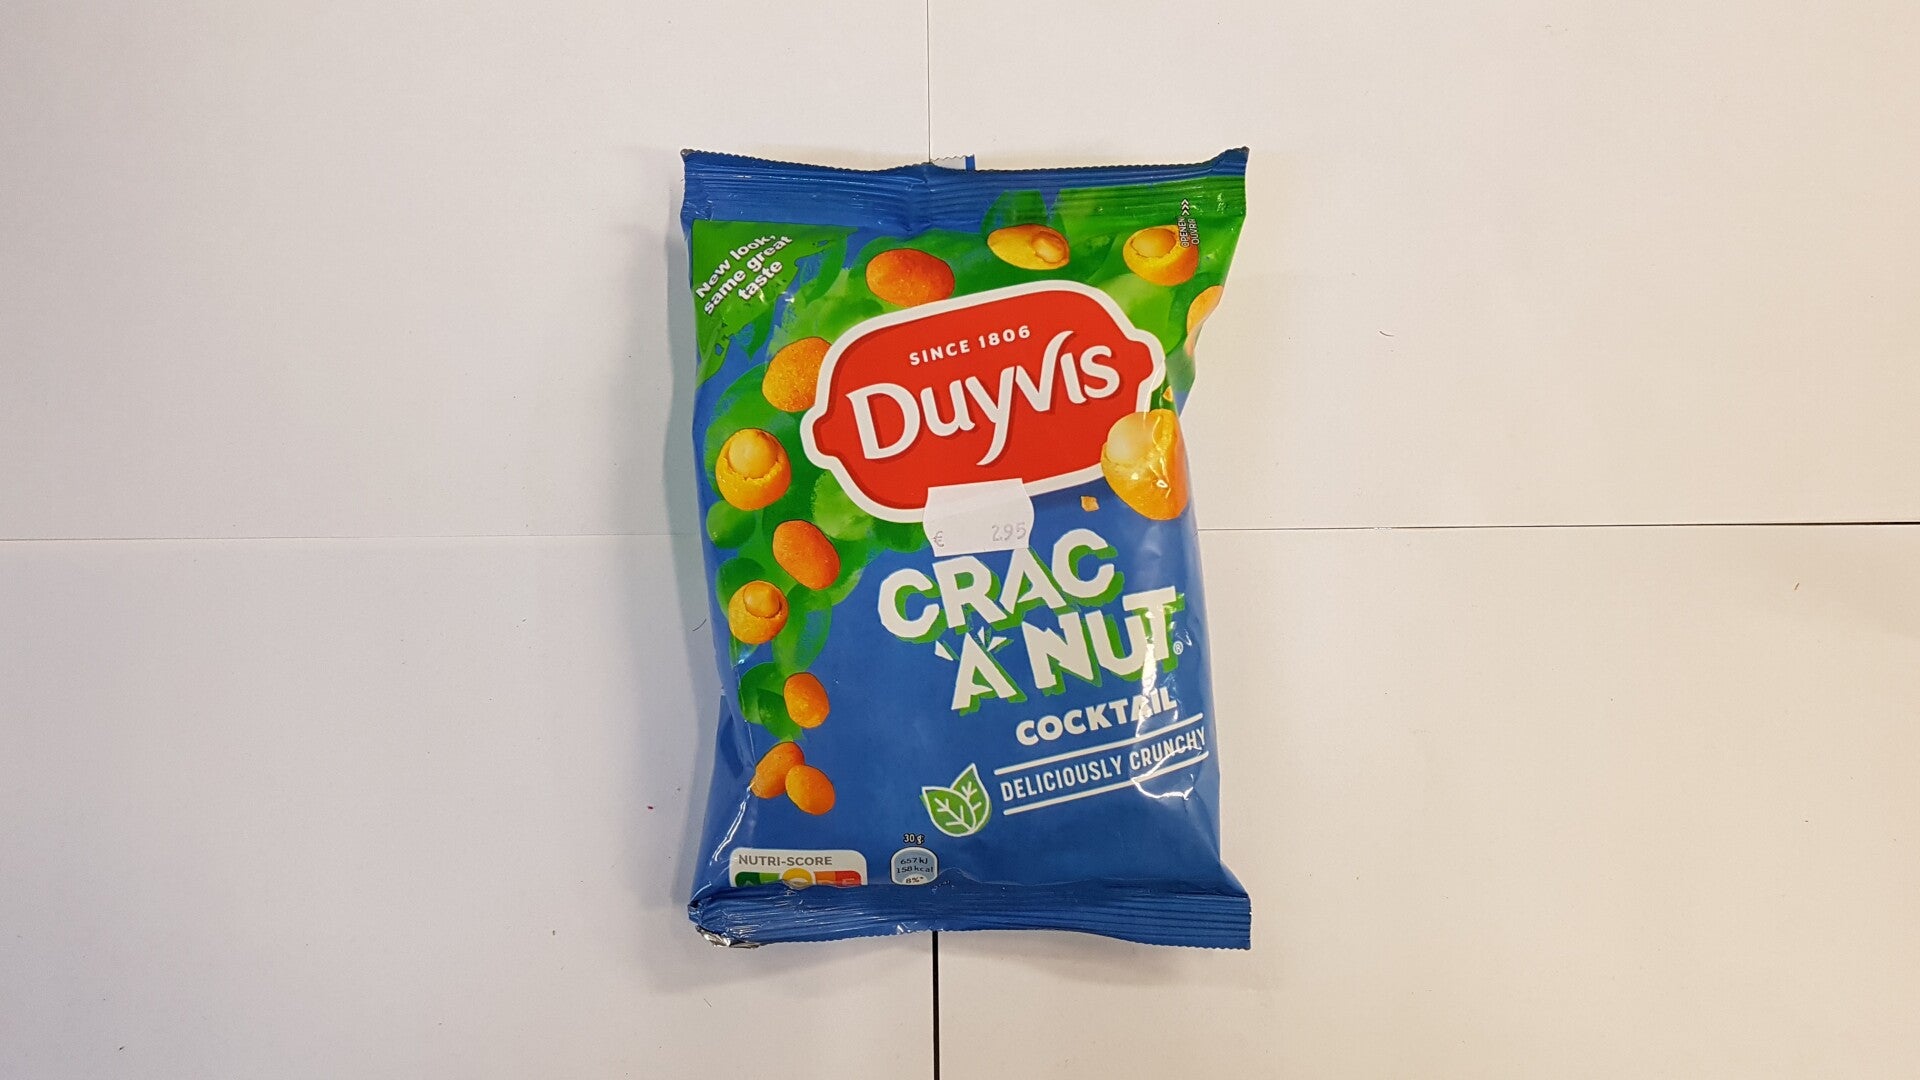 New look,
same great
taste
OPENEN
OUVRIR >>>
SINCE 1806
Duyvis
€ 2.95
CRAC
A NUT®
COCKTAIL
DELICIOUSLY CRUNCHY
NUTRI-SCORE
30 g:
657 kJ
158 kcal
8%*